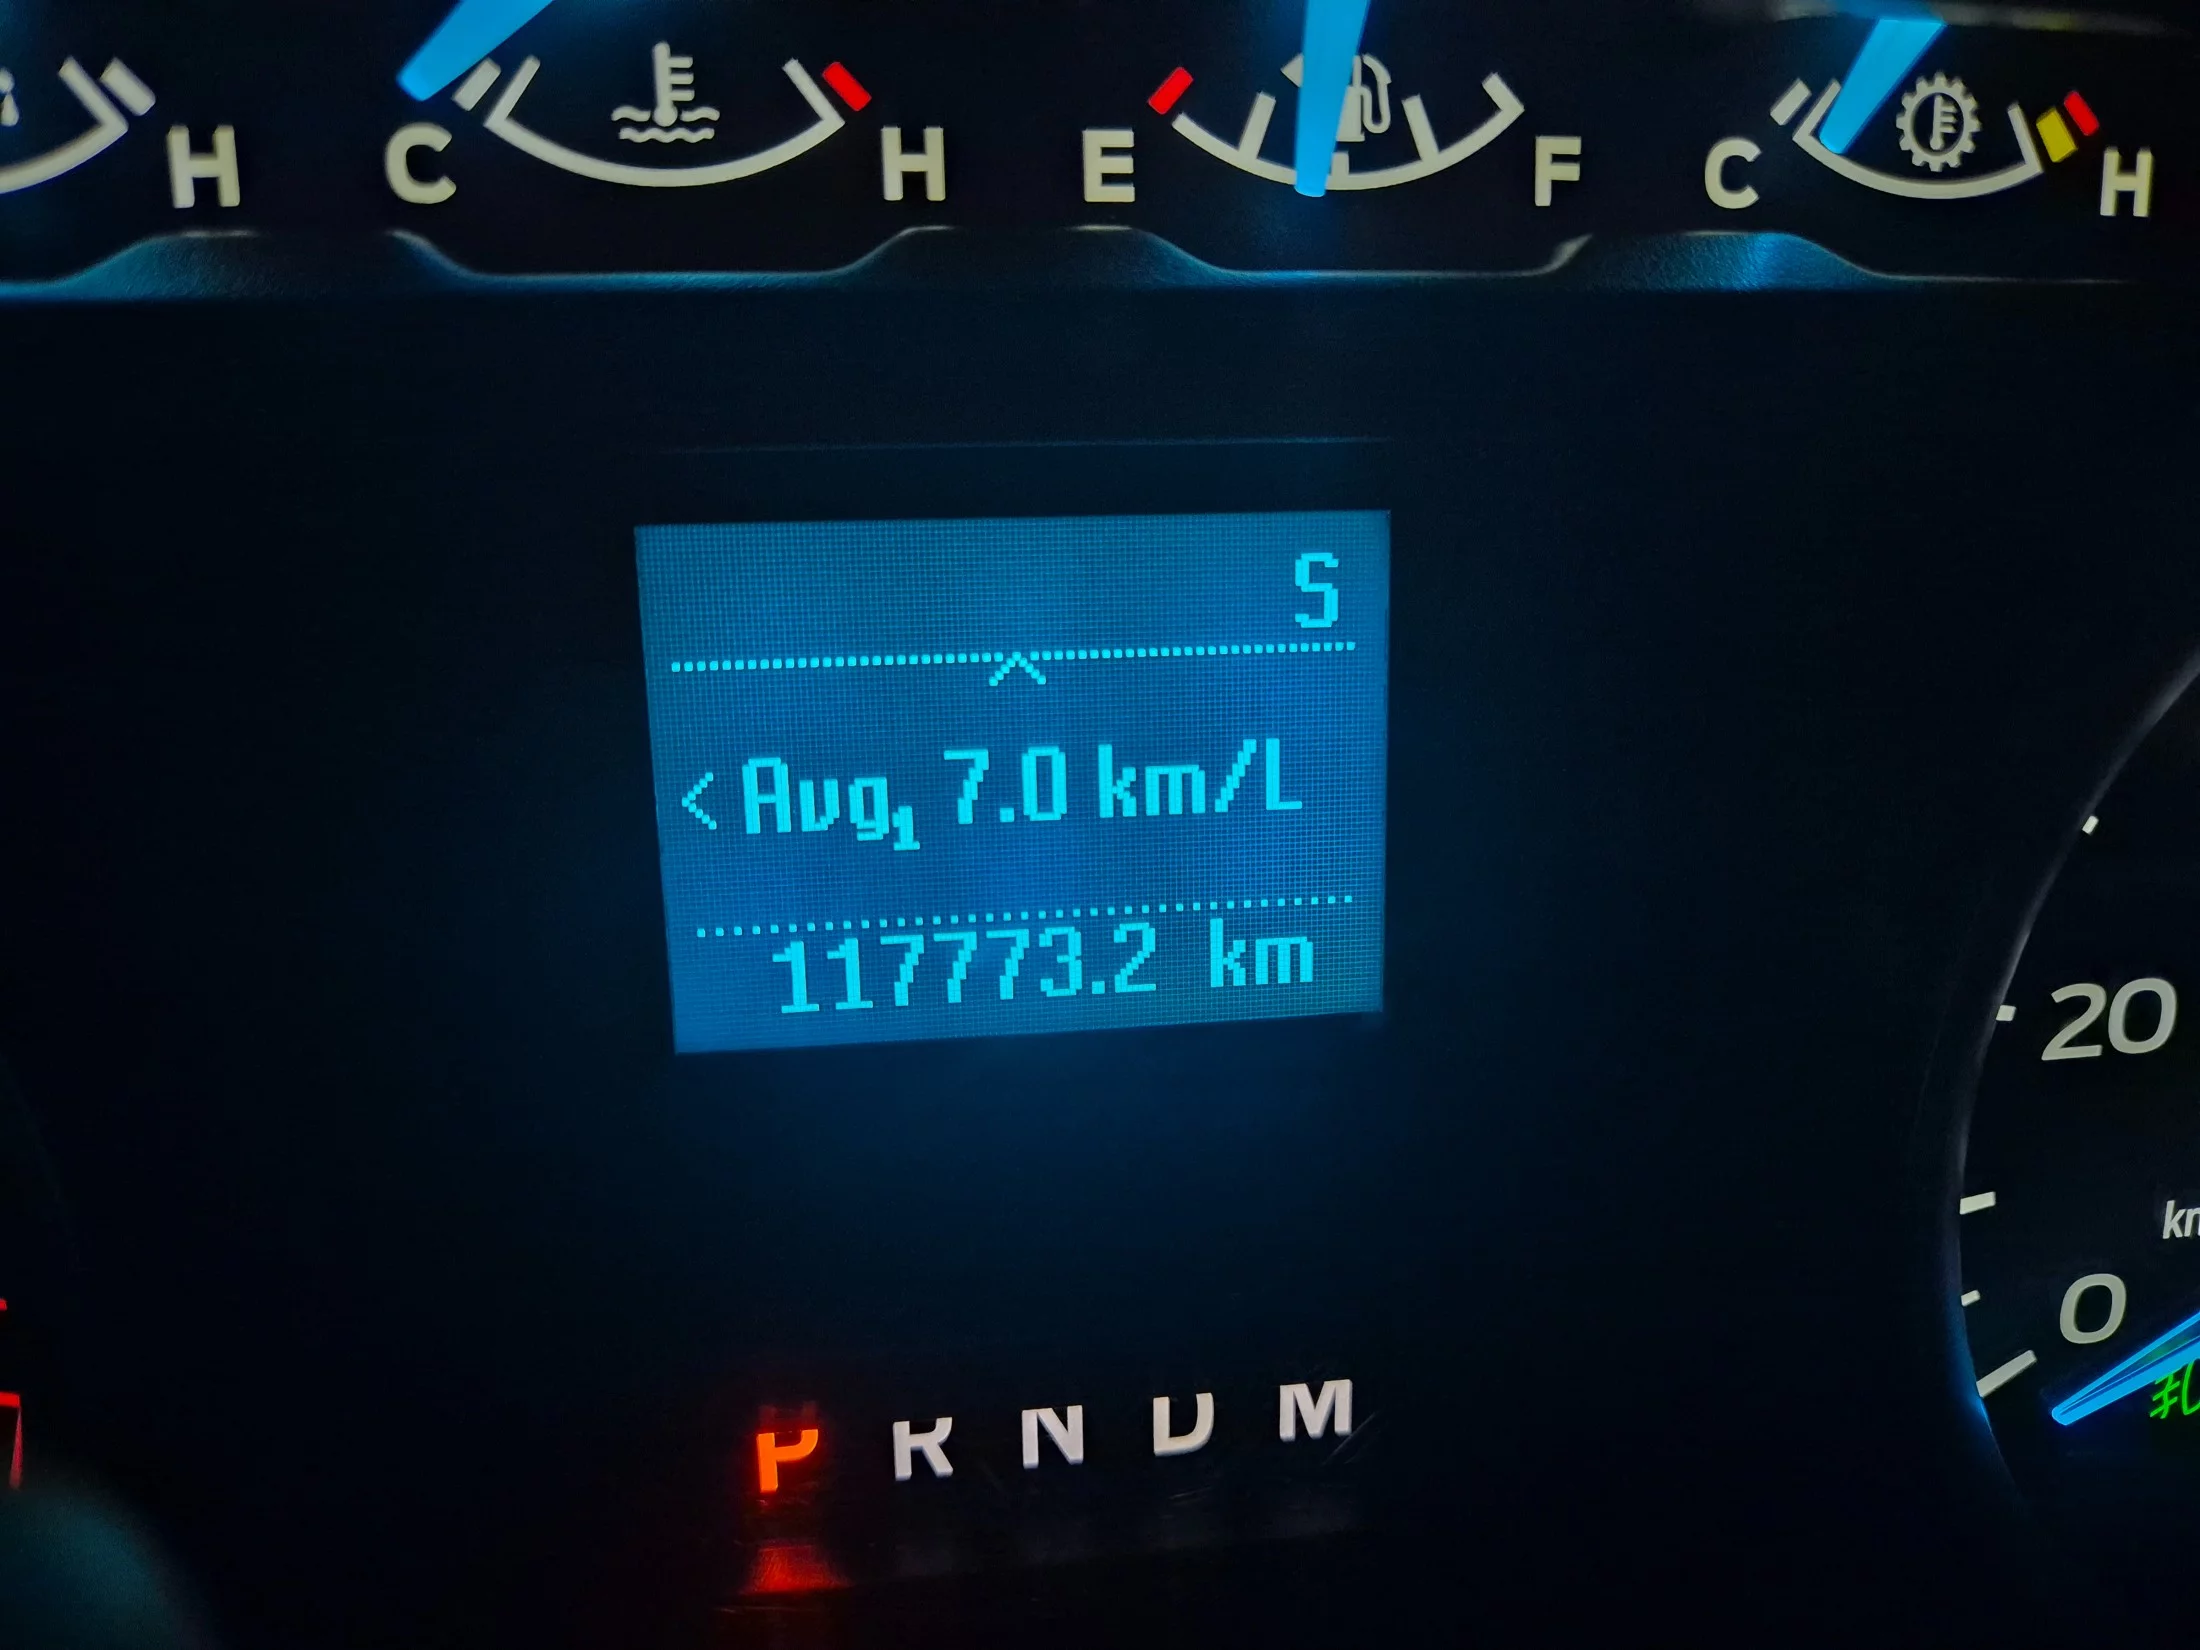 H C H E F C H
S
< Avg1 7.0 km/L
117773.2 km
20
0
P R N D M